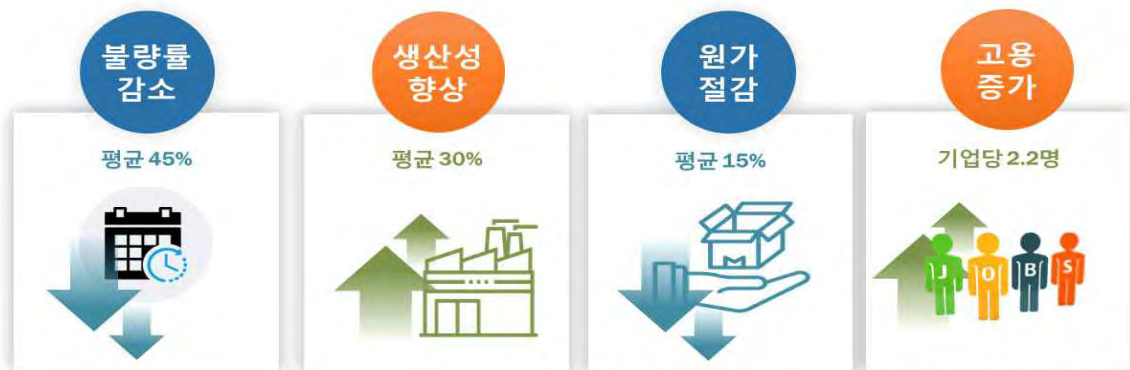 불량률
감소
평균 45%
생산성
향상
평균 30%
원가
절감
평균 15%
고용
증가
기업당 2.2명
J O B S